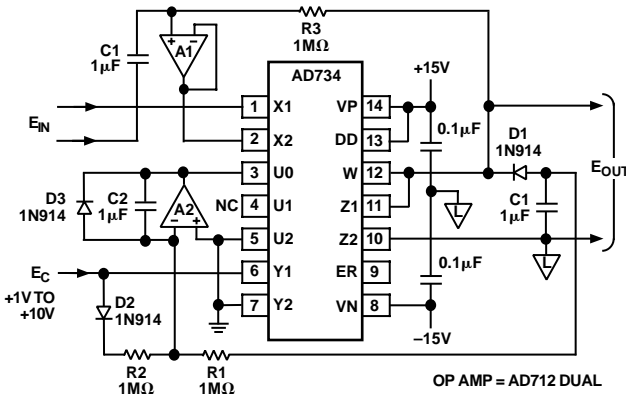 R3
1MΩ
C1
1µF
A1
+
−
AD734
+15V
1 X1
VP 14
EIN
2 X2
DD 13
0.1µF
D1
1N914
3 U0
W 12
EOUT
D3
1N914
C2
1µF
A2
−
+
NC
4 U1
Z1 11
C1
1µF
L
5 U2
Z2 10
L
EC
6 Y1
ER 9
0.1µF
+1V TO
+10V
D2
1N914
7 Y2
VN 8
−15V
R2
1MΩ
R1
1MΩ
OP AMP = AD712 DUAL